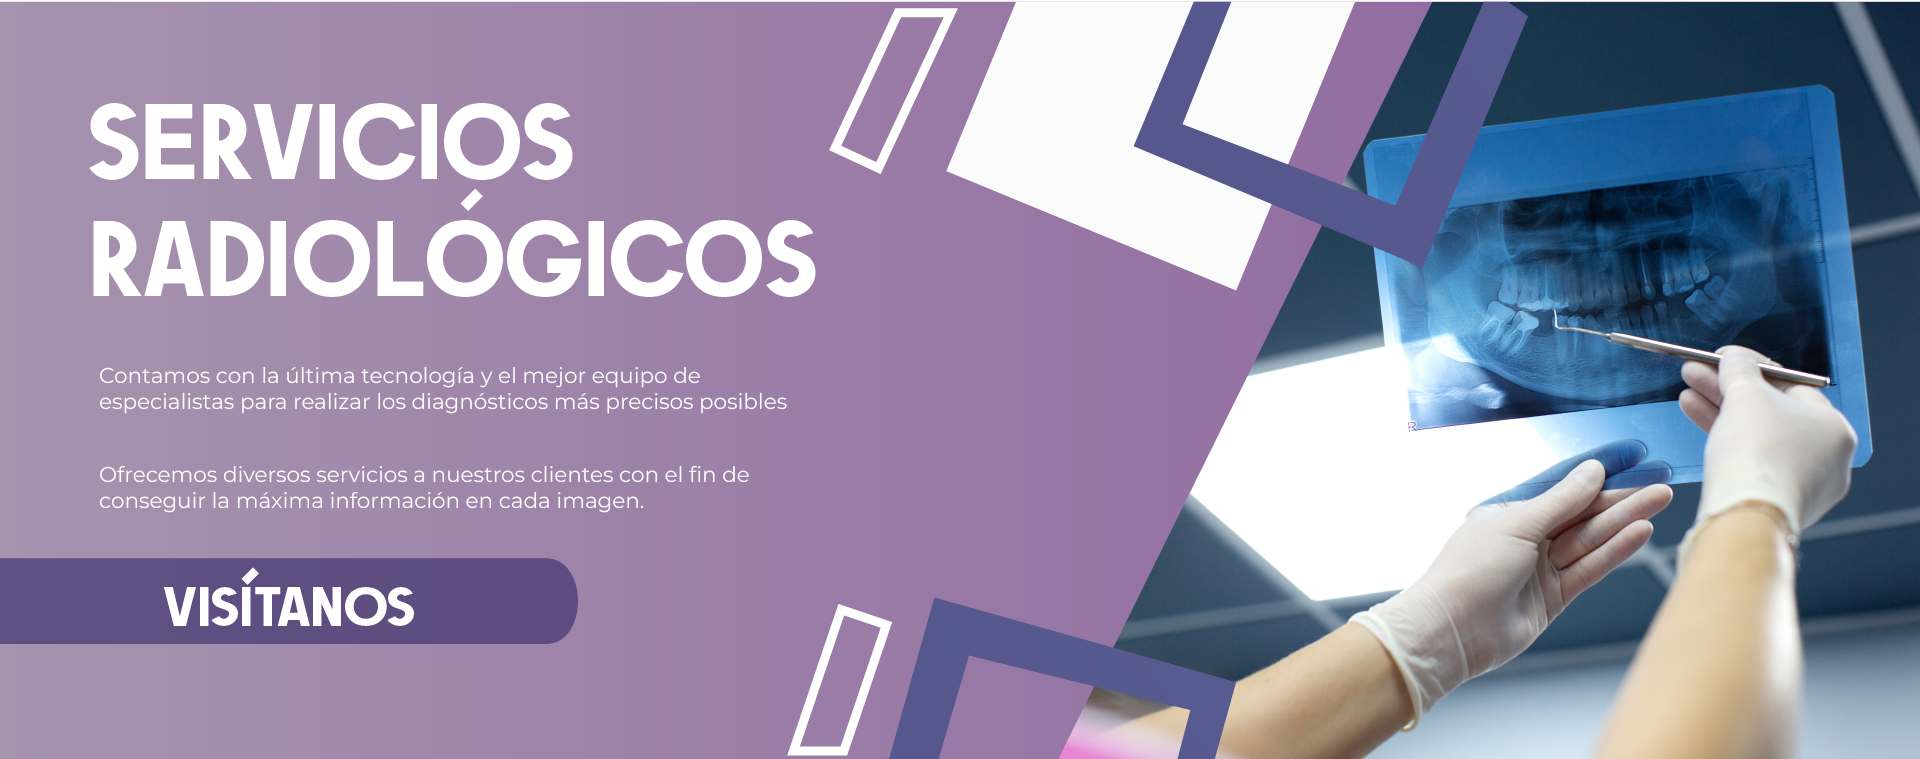 SERVICIOS
RADIOLÓGICOS
Contamos con la última tecnología y el mejor equipo de
especialistas para realizar los diagnósticos más precisos posibles
Ofrecemos diversos servicios a nuestros clientes con el fin de
conseguir la máxima información en cada imagen.
VISÍTANOS
R